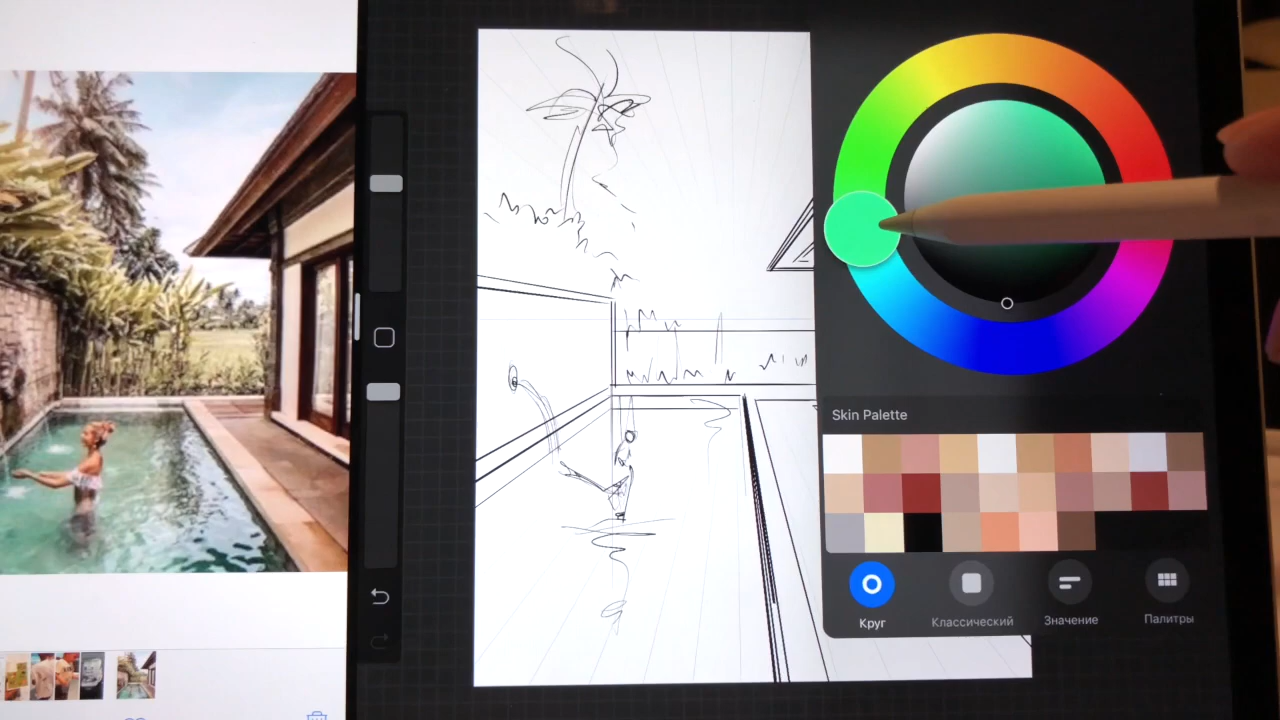 Skin Palette
Круг
Классический
Значение
Палитры